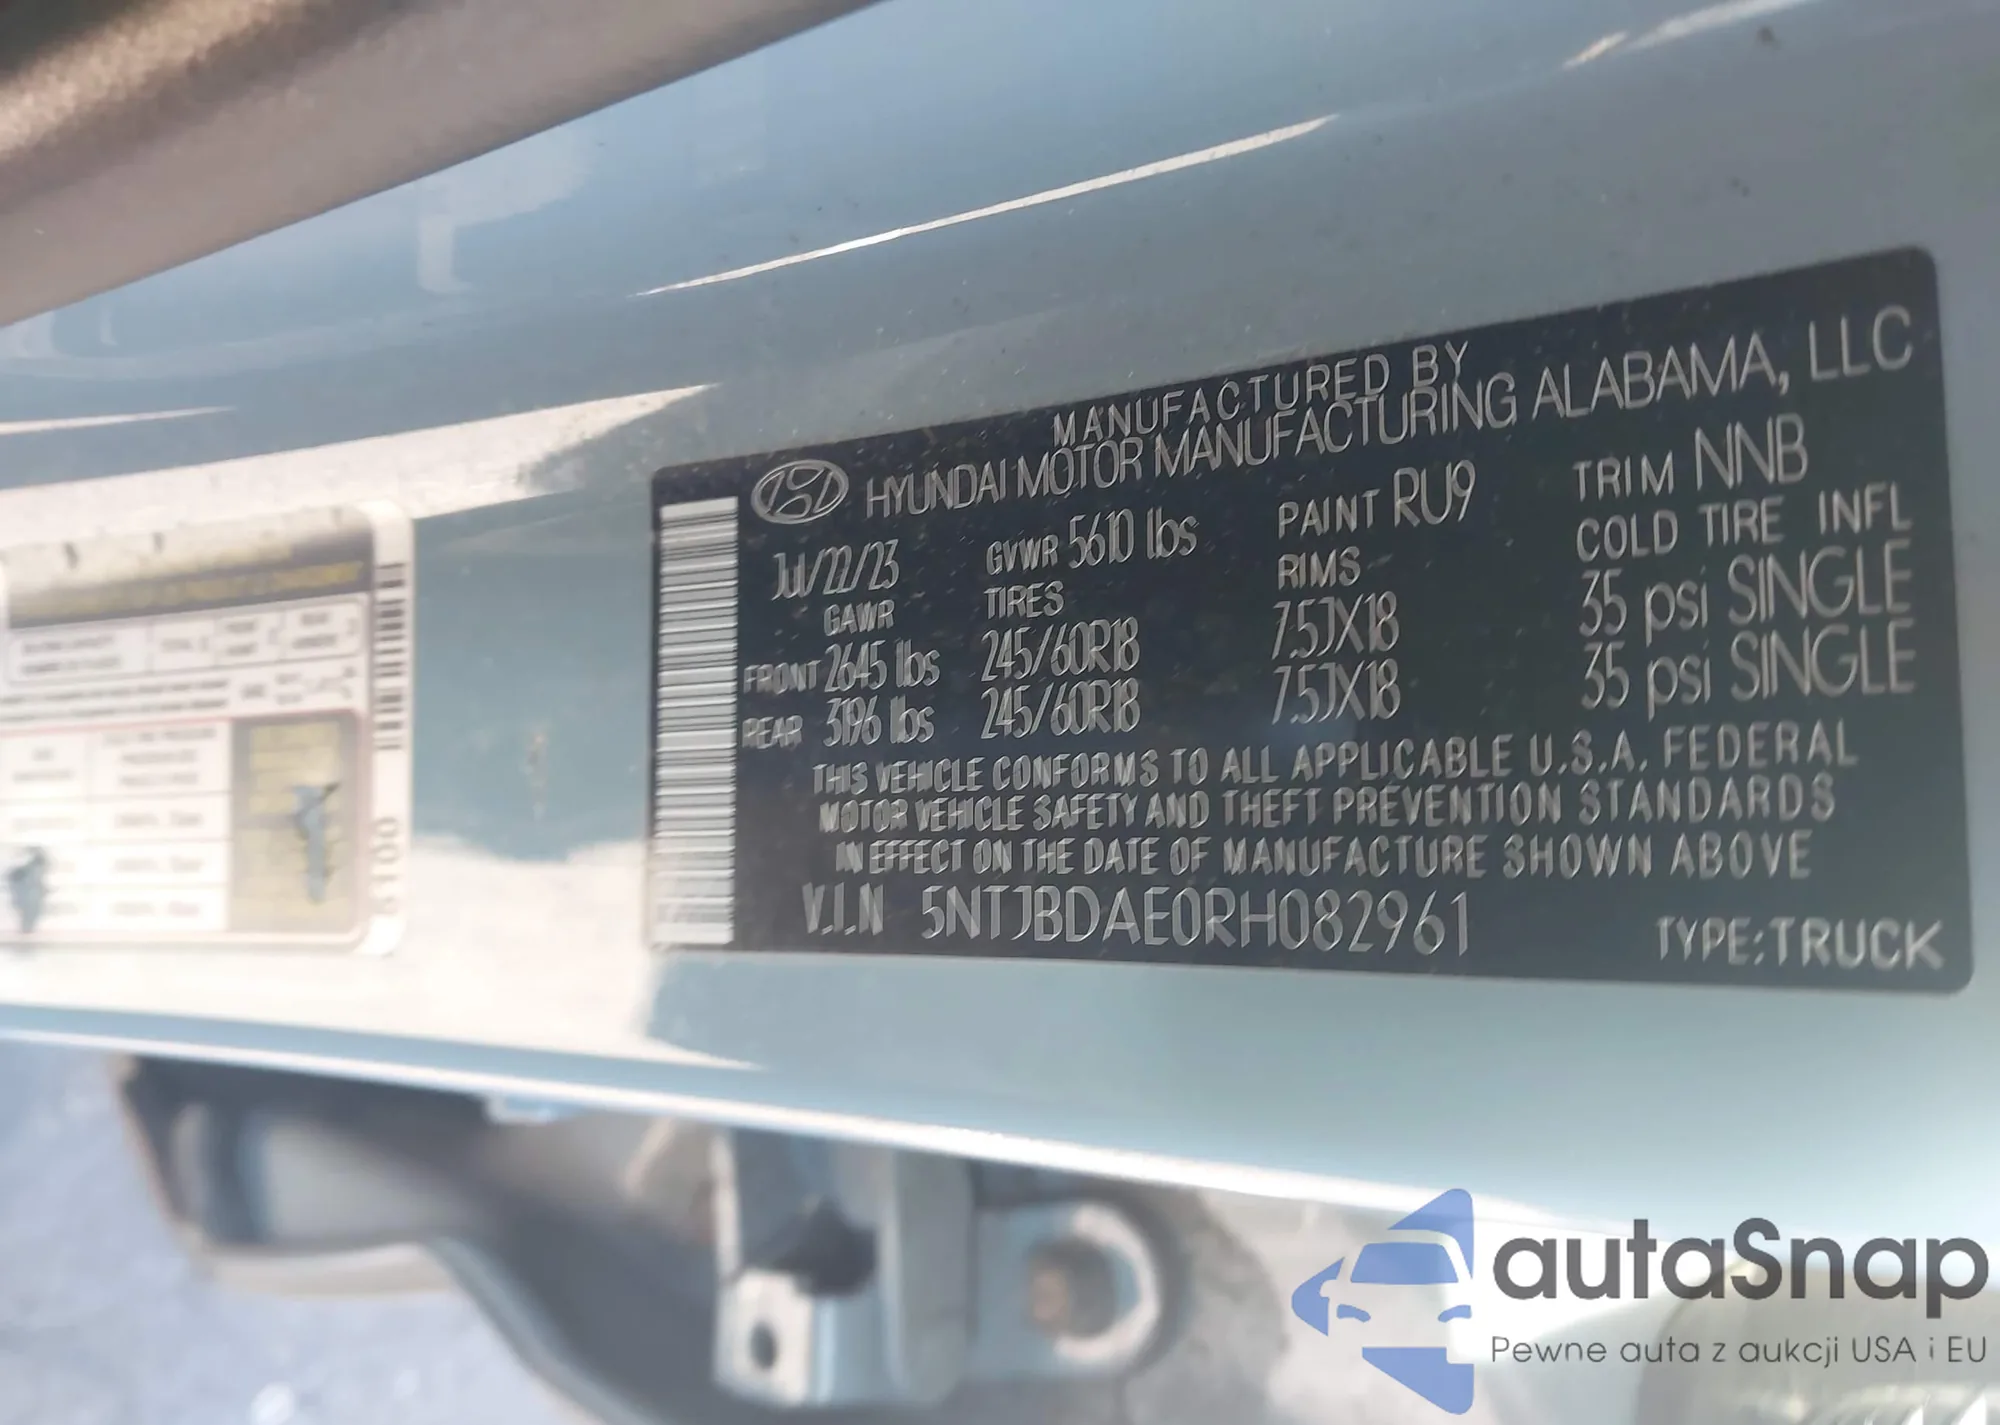 MANUFACTURED BY
HYUNDAI MOTOR MANUFACTURING ALABAMA, LLC
Jul/22/23 GVWR 5610 lbs PAINT RU9 TRIM NNB
GAWR TIRES RIMS COLD TIRE INFL
FRONT 2645 lbs 245/60R18 7.5JX18 35 psi SINGLE
REAR 3196 lbs 245/60R18 7.5JX18 35 psi SINGLE
THIS VEHICLE CONFORMS TO ALL APPLICABLE U.S.A. FEDERAL
MOTOR VEHICLE SAFETY AND THEFT PREVENTION STANDARDS
IN EFFECT ON THE DATE OF MANUFACTURE SHOWN ABOVE
V.I.N 5NTJBDAE0RH082961 TYPE:TRUCK
6100
autaSnap
Pewne auta z aukcji USA i EU